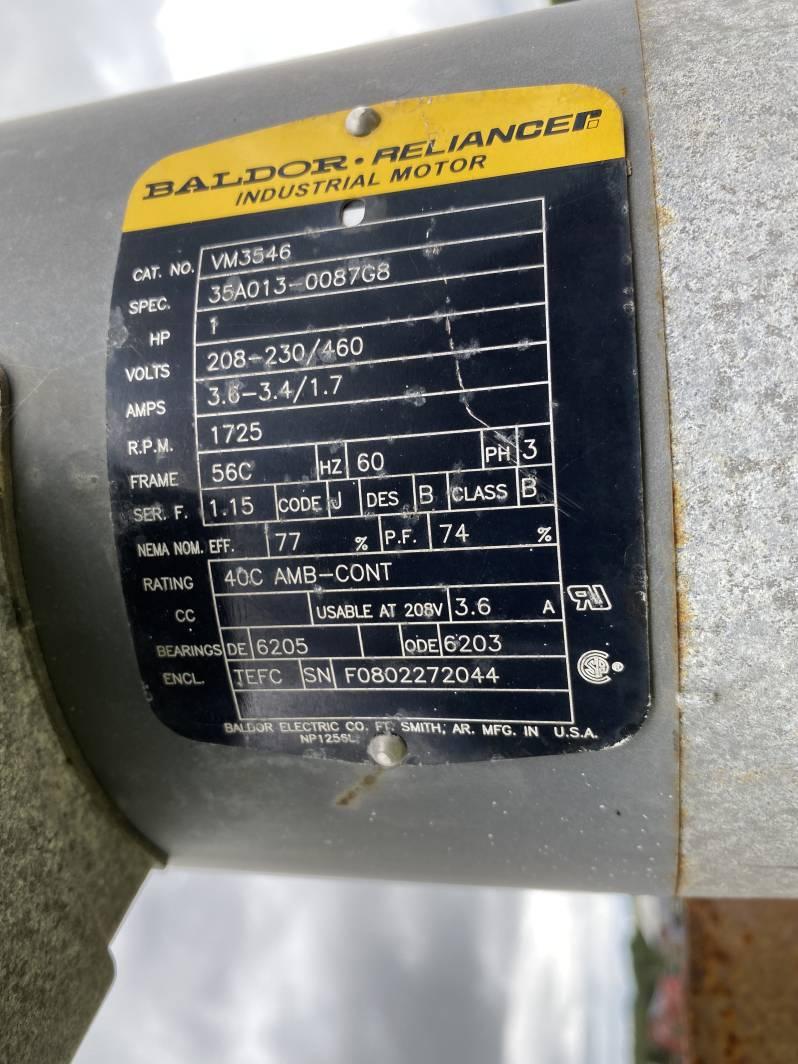 BALDOR • RELIANCER
INDUSTRIAL MOTOR
CAT. NO. VM3546
SPEC. 35A013-0087G8
HP 1
VOLTS 208-230/460
AMPS 3.6-3.4/1.7
R.P.M. 1725
FRAME 56C HZ 60 PH 3
SER. F. 1.15 CODE J DES B CLASS B
NEMA NOM. EFF. 77 % P.F. 74 %
RATING 40C AMB-CONT
CC USABLE AT 208V 3.6 A
BEARINGS DE 6205 ODE 6203
ENCL. TEFC SN F0802272044
BALDOR ELECTRIC CO. FT. SMITH, AR. MFG. IN U.S.A.
NP1256L